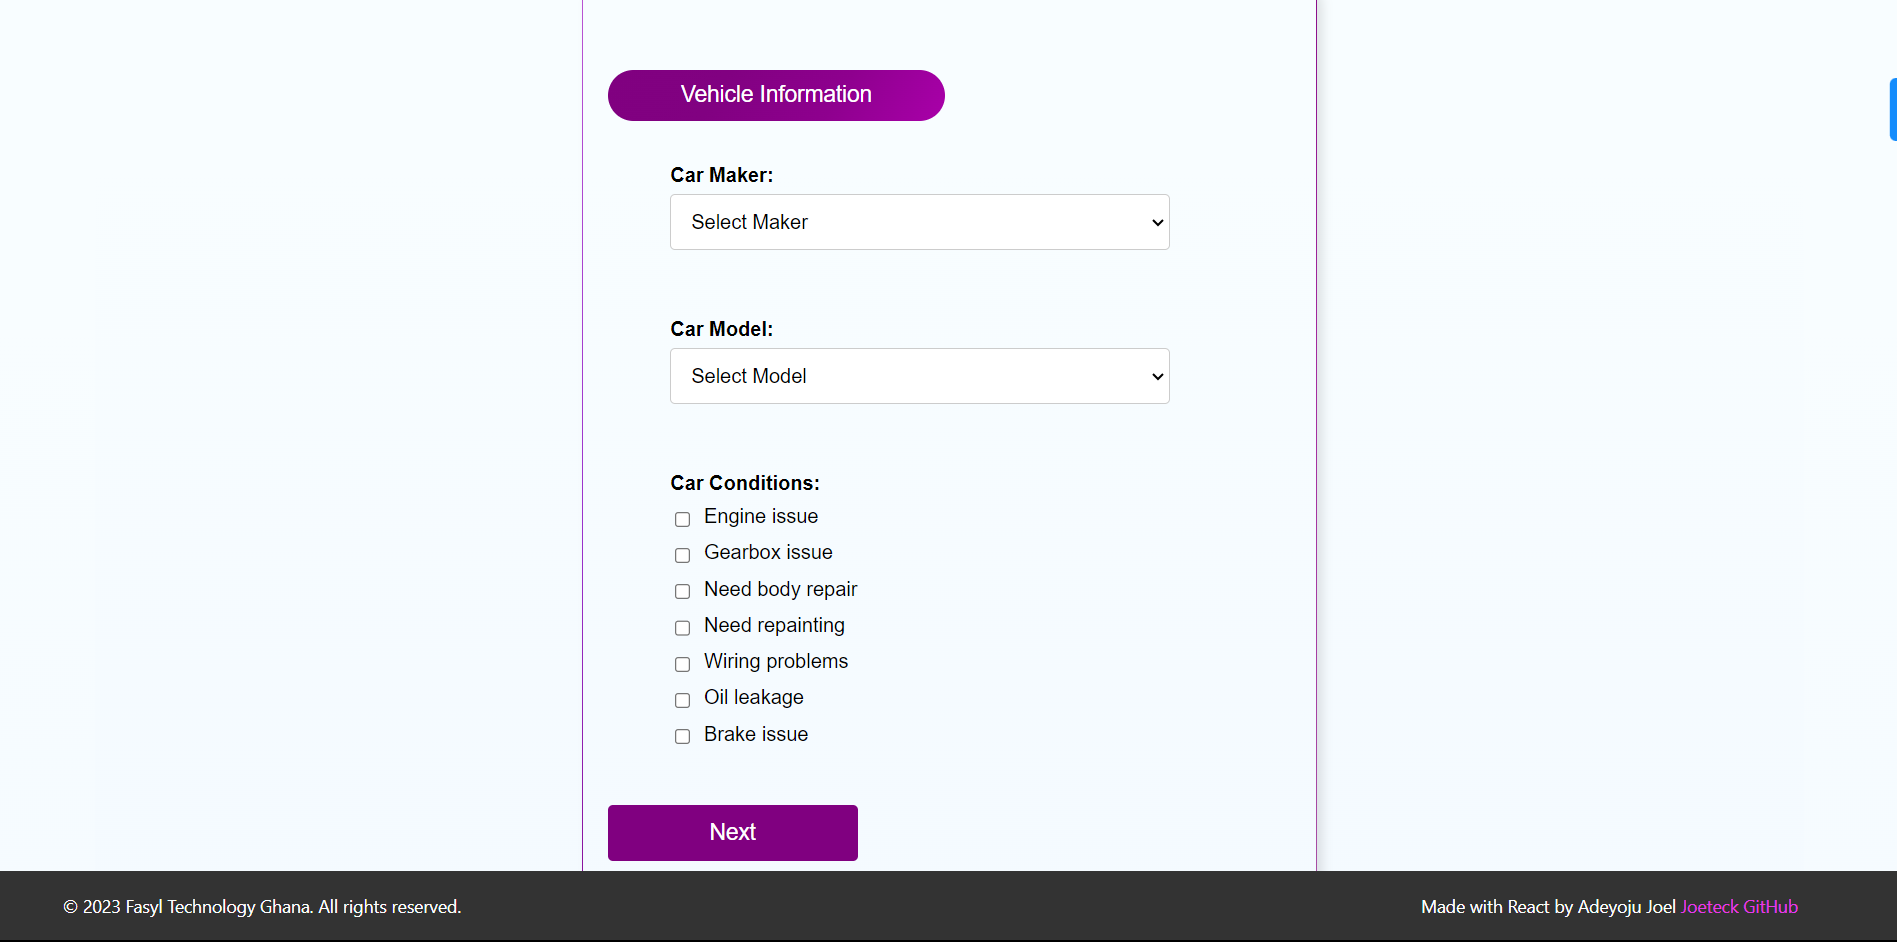 Vehicle Information
Car Maker:
Select Maker
Car Model:
Select Model
Car Conditions:
Engine issue
Gearbox issue
Need body repair
Need repainting
Wiring problems
Oil leakage
Brake issue
Next
© 2023 Fasyl Technology Ghana. All rights reserved.
Made with React by Adeyoju Joel Joeteck GitHub